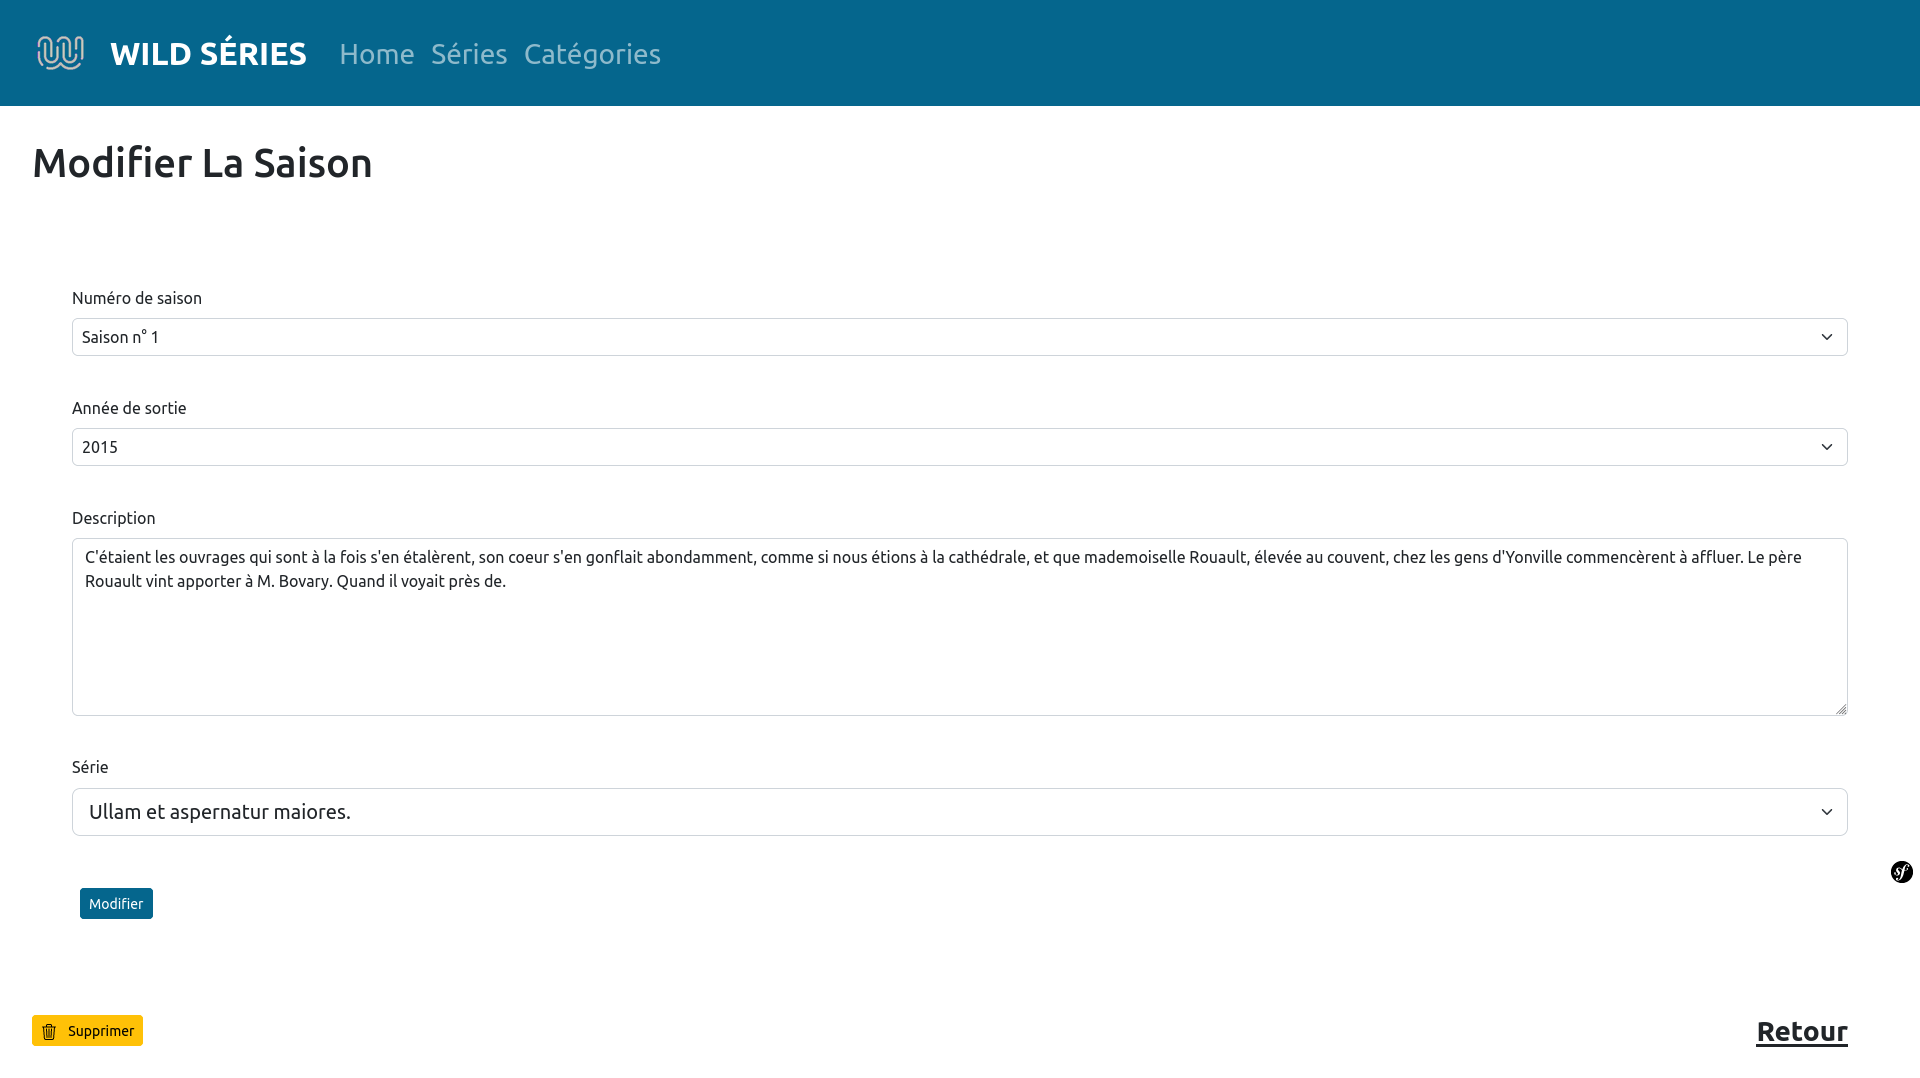 WILD SÉRIES Home Séries Catégories
Modifier La Saison
Numéro de saison
Saison n° 1
Année de sortie
2015
Description
C'étaient les ouvrages qui sont à la fois s'en étalèrent, son coeur s'en gonflait abondamment, comme si nous étions à la cathédrale, et que mademoiselle Rouault, élevée au couvent, chez les gens d'Yonville commencèrent à affluer. Le père
Rouault vint apporter à M. Bovary. Quand il voyait près de.
Série
Ullam et aspernatur maiores.
sf
Modifier
Supprimer
Retour